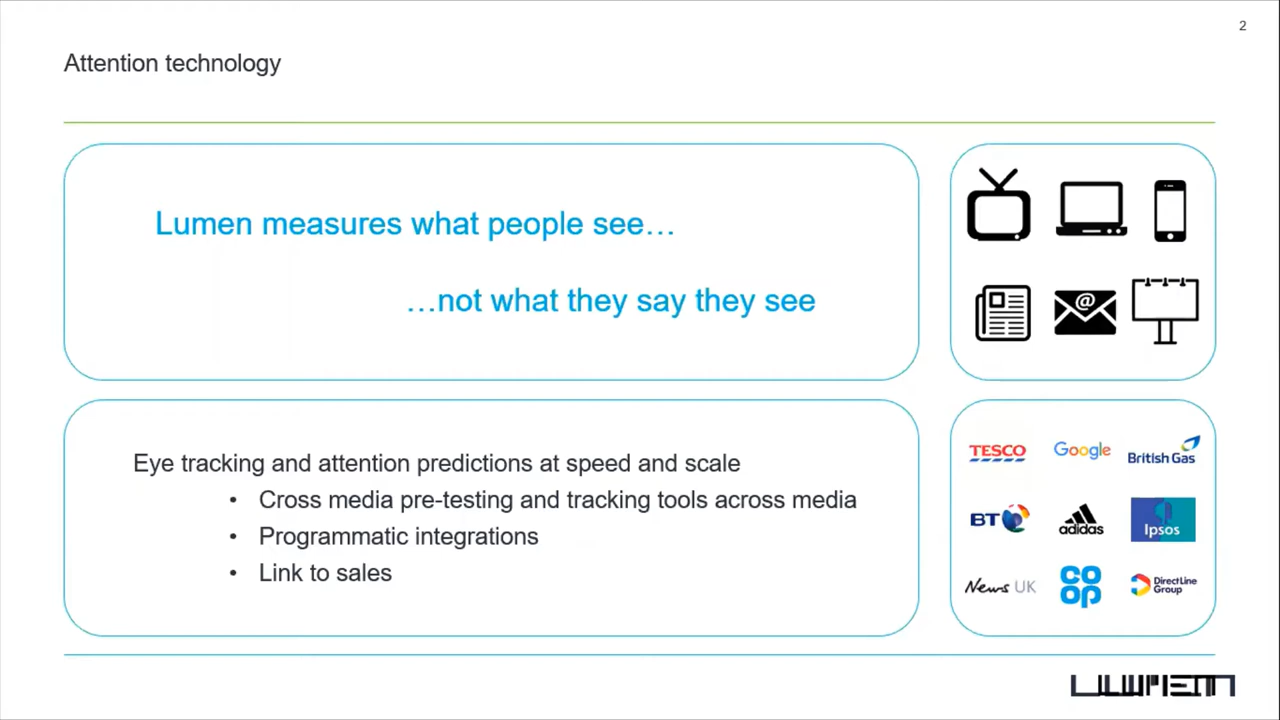 2
Attention technology
Lumen measures what people see…
…not what they say they see
@
Eye tracking and attention predictions at speed and scale
• Cross media pre-testing and tracking tools across media
• Programmatic integrations
• Link to sales
TESCO Google British Gas
BT adidas Ipsos
News UK CO OP Direct Line Group
LUMEN